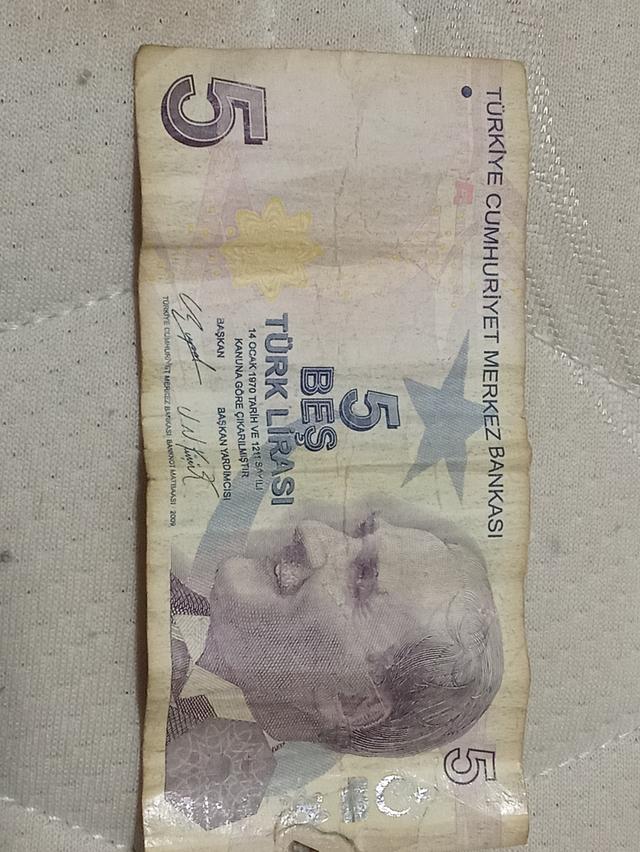 TÜRKİYE CUMHURİYET MERKEZ BANKASI
5
5
BEŞ
TÜRK LİRASI
14 OCAK 1970 TARİH VE 1211 SAYILI
KANUNA GÖRE ÇIKARILMIŞTIR
BAŞKAN BAŞKAN YARDIMCISI
TÜRKİYE CUMHURİYET MERKEZ BANKASI BANKNOT MATBAASI 2009
5